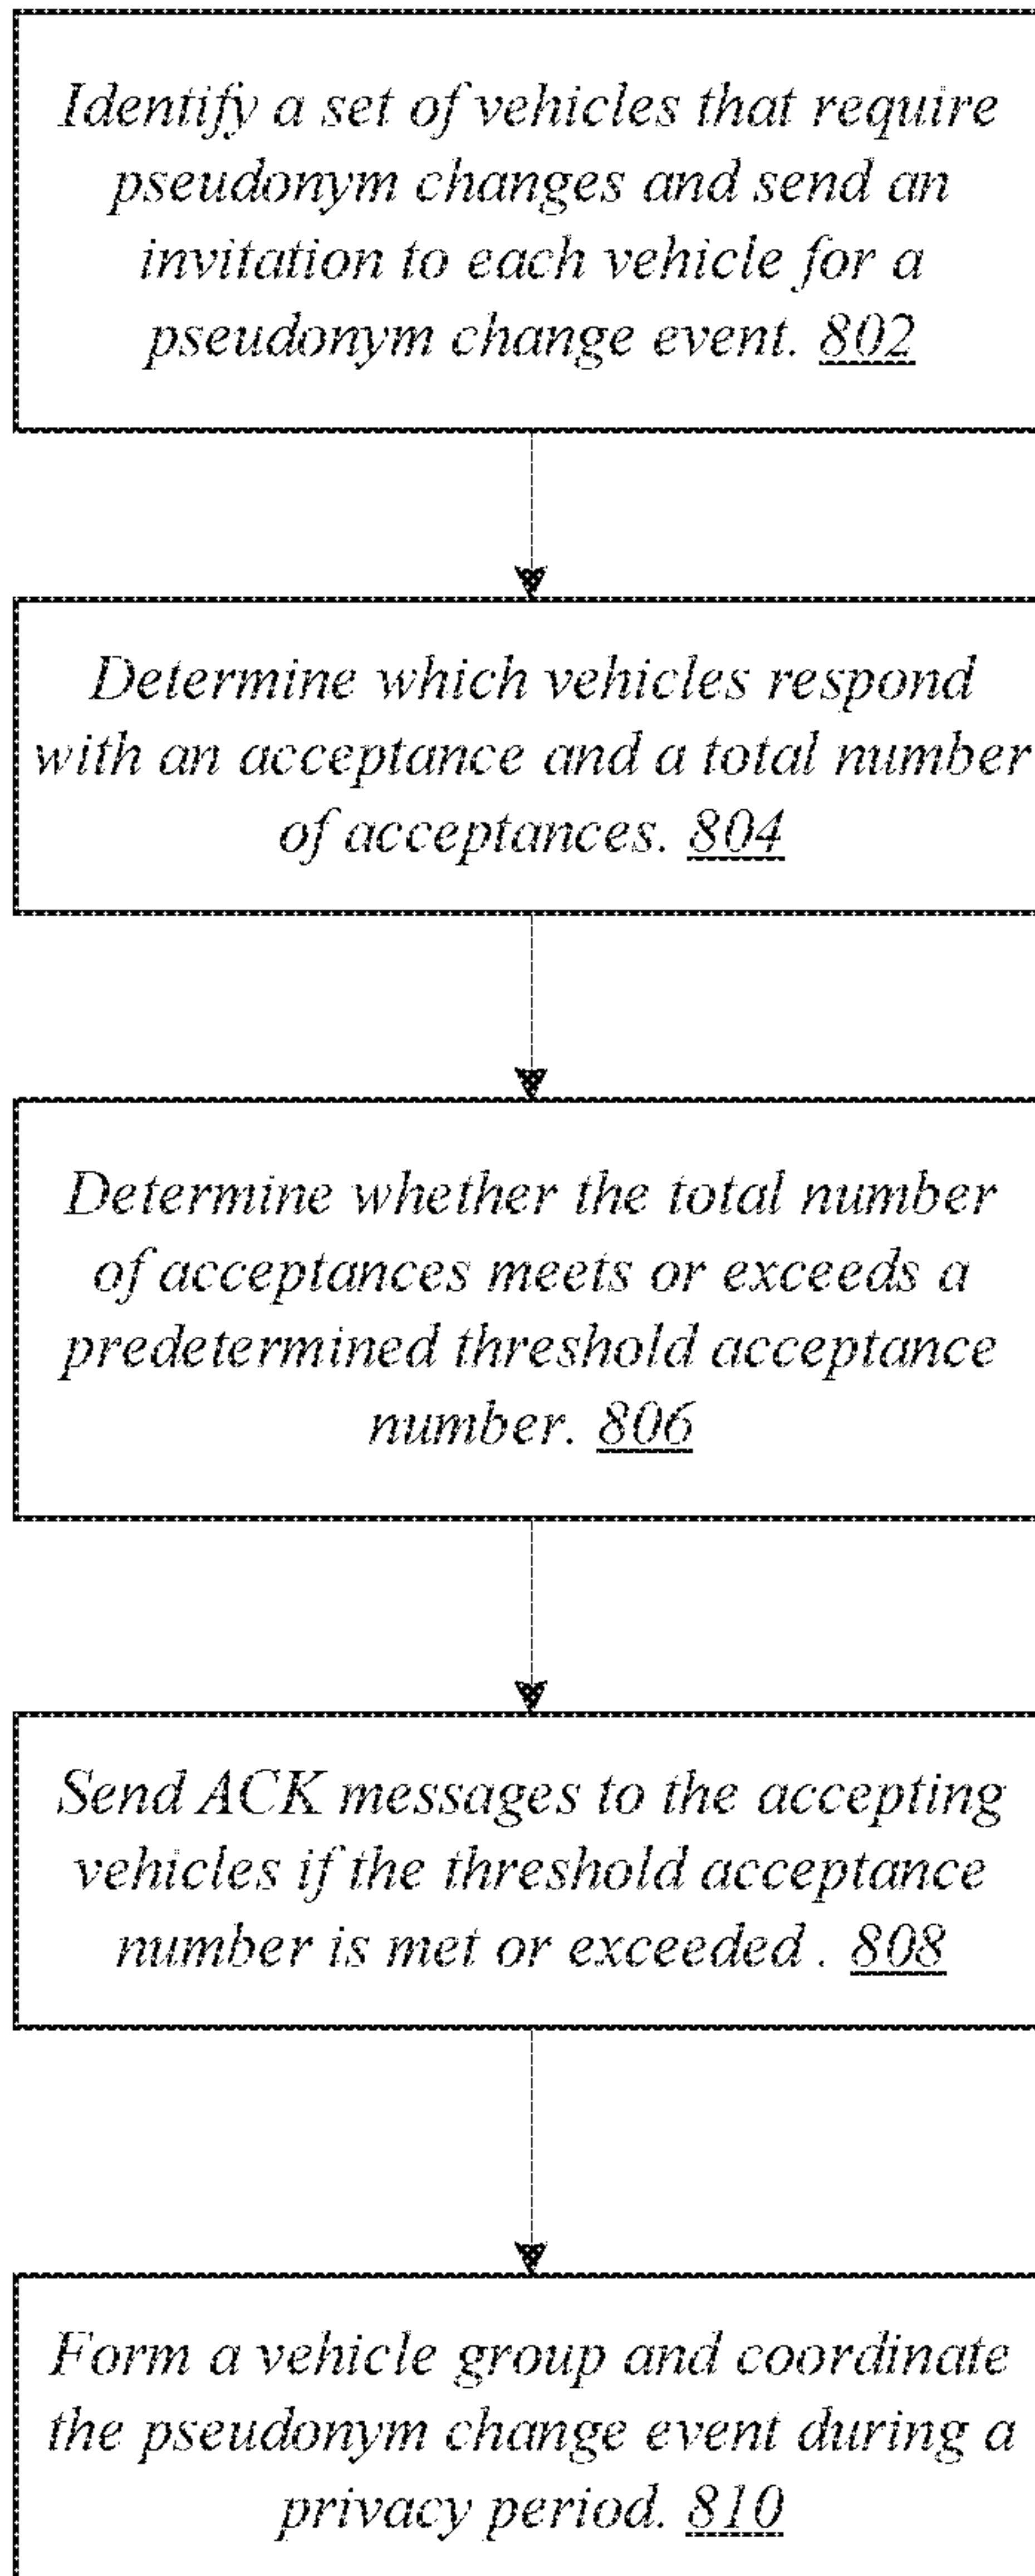 Identify a set of vehicles that require
pseudonym changes and send an
invitation to each vehicle for a
pseudonym change event. 802
Determine which vehicles respond
with an acceptance and a total number
of acceptances. 804
Determine whether the total number
of acceptances meets or exceeds a
predetermined threshold acceptance
number. 806
Send ACK messages to the accepting
vehicles if the threshold acceptance
number is met or exceeded . 808
Form a vehicle group and coordinate
the pseudonym change event during a
privacy period. 810